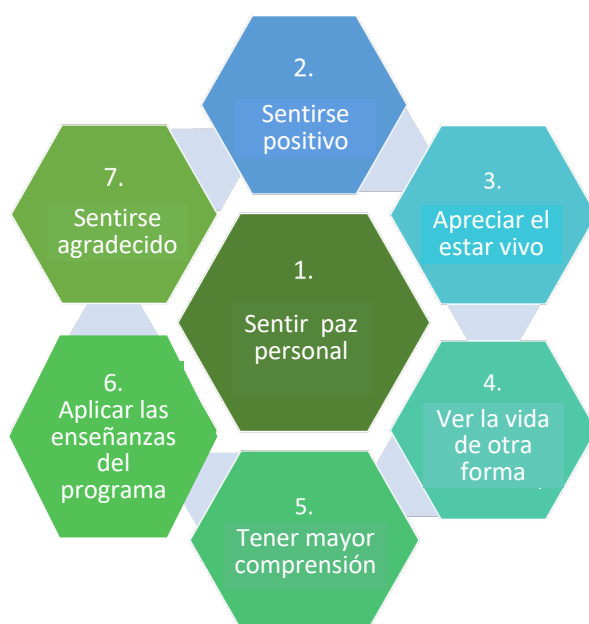 1.
Sentir paz
personal
2.
Sentirse
positivo
3.
Apreciar el
estar vivo
4.
Ver la vida
de otra
forma
5.
Tener mayor
comprensión
6.
Aplicar las
enseñanzas
del
programa
7.
Sentirse
agradecido